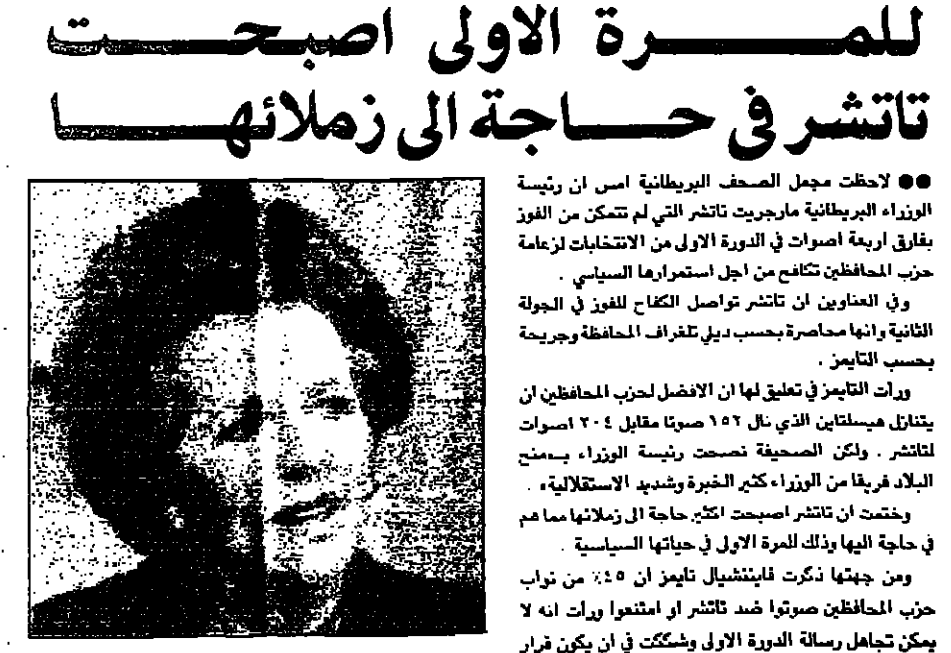 للمرة الاولى اصبحت
تاتشر في حاجة الى زملائها
●● لاحظت مجمل الصحف البريطانية امس ان رئيسة
الوزراء البريطانية مارجريت تاتشر التي لم تتمكن من الفوز
بفارق اربعة اصوات في الدورة الاولى من الانتخابات لزعامة
حزب المحافظين تكافح من اجل استمرارها السياسي .
وفي العناوين ان تاتشر تواصل الكفاح للفوز في الجولة
الثانية وانها محاصرة بحسب ديلي تلغراف المحافظة وجريحة
بحسب التايمز .
ورأت التايمز في تعليق لها ان الافضل لحزب المحافظين ان
يتنازل هيسلتاين الذي نال ١٥٢ صوتا مقابل ٢٠٤ اصوات
لتاتشر . ولكن الصحيفة نصحت رئيسة الوزراء بـ«منح
البلاد فريقا من الوزراء كثير الخبرة وشديد الاستقلالية» .
وختمت ان تاتشر اصبحت اكثير حاجة الى زملائها مما هم
في حاجة اليها وذلك للمرة الاولى في حياتها السياسية .
ومن جهتها ذكرت فايننشيال تايمز ان ٤٥٪ من نواب
حزب المحافظين صوتوا ضد تاتشر او امتنعوا ورأت انه لا
يمكن تجاهل رسالة الدورة الاولى وشككت في ان يكون قرار